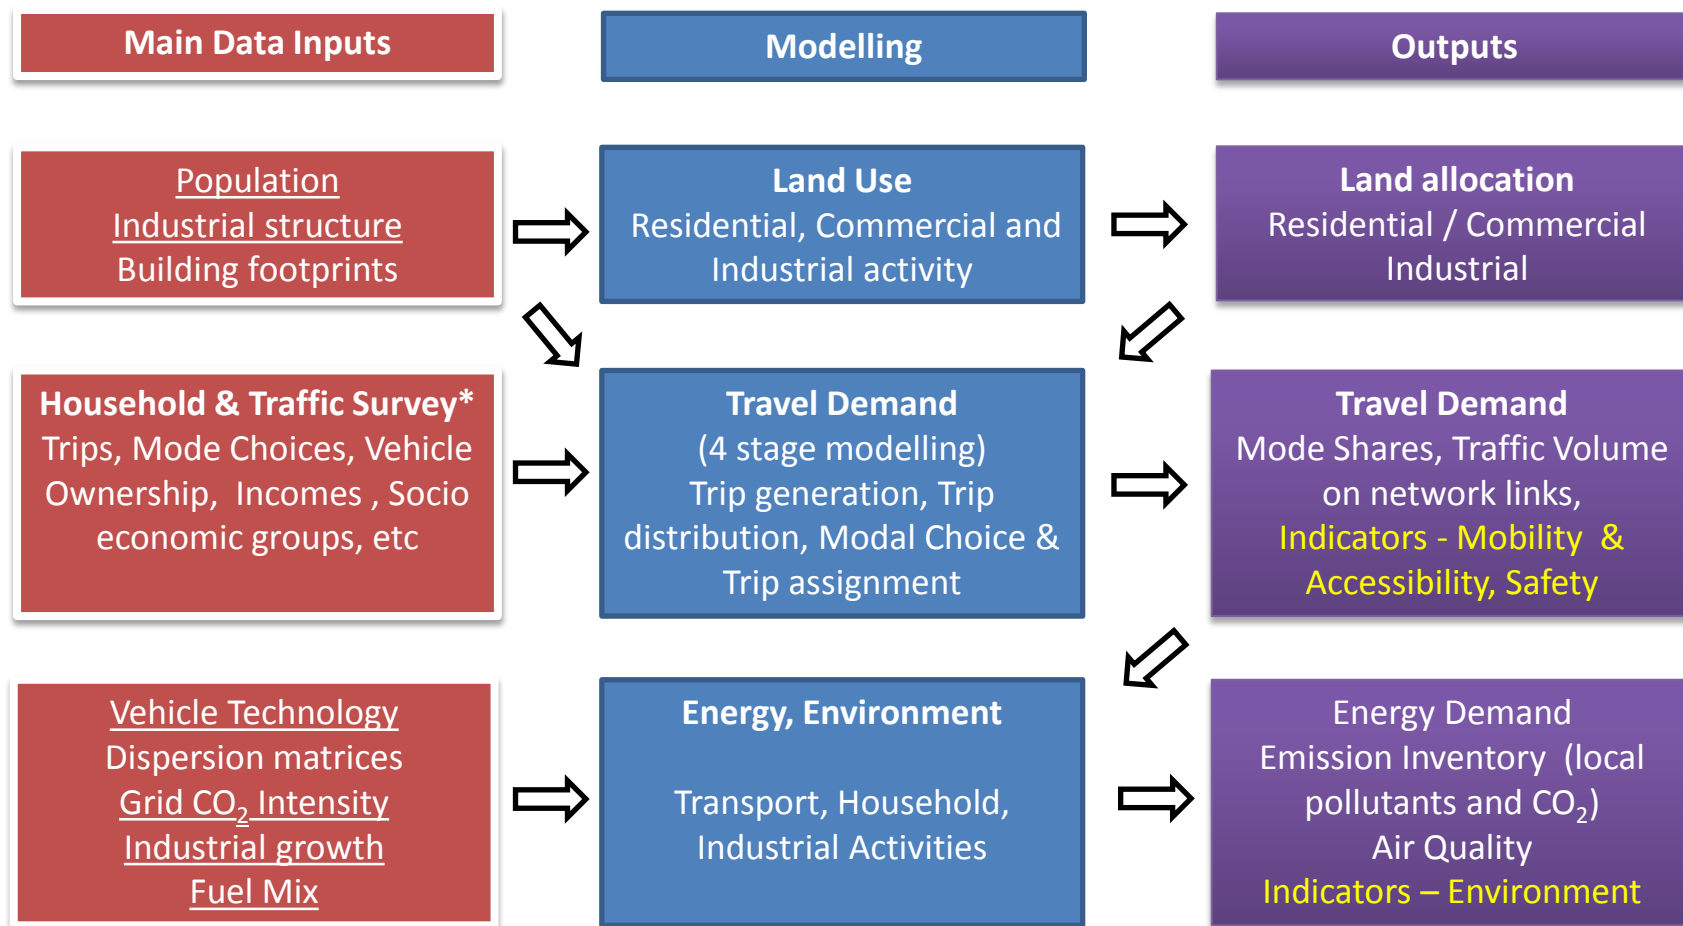 Main Data Inputs
Modelling
Outputs
Population
Industrial structure
Building footprints
Land Use
Residential, Commercial and
Industrial activity
Land allocation
Residential / Commercial
Industrial
Household & Traffic Survey*
Trips, Mode Choices, Vehicle
Ownership, Incomes , Socio
economic groups, etc
Travel Demand
(4 stage modelling)
Trip generation, Trip
distribution, Modal Choice &
Trip assignment
Travel Demand
Mode Shares, Traffic Volume
on network links,
Indicators - Mobility &
Accessibility, Safety
Vehicle Technology
Dispersion matrices
Grid CO₂ Intensity
Industrial growth
Fuel Mix
Energy, Environment
Transport, Household,
Industrial Activities
Energy Demand
Emission Inventory (local
pollutants and CO₂)
Air Quality
Indicators – Environment